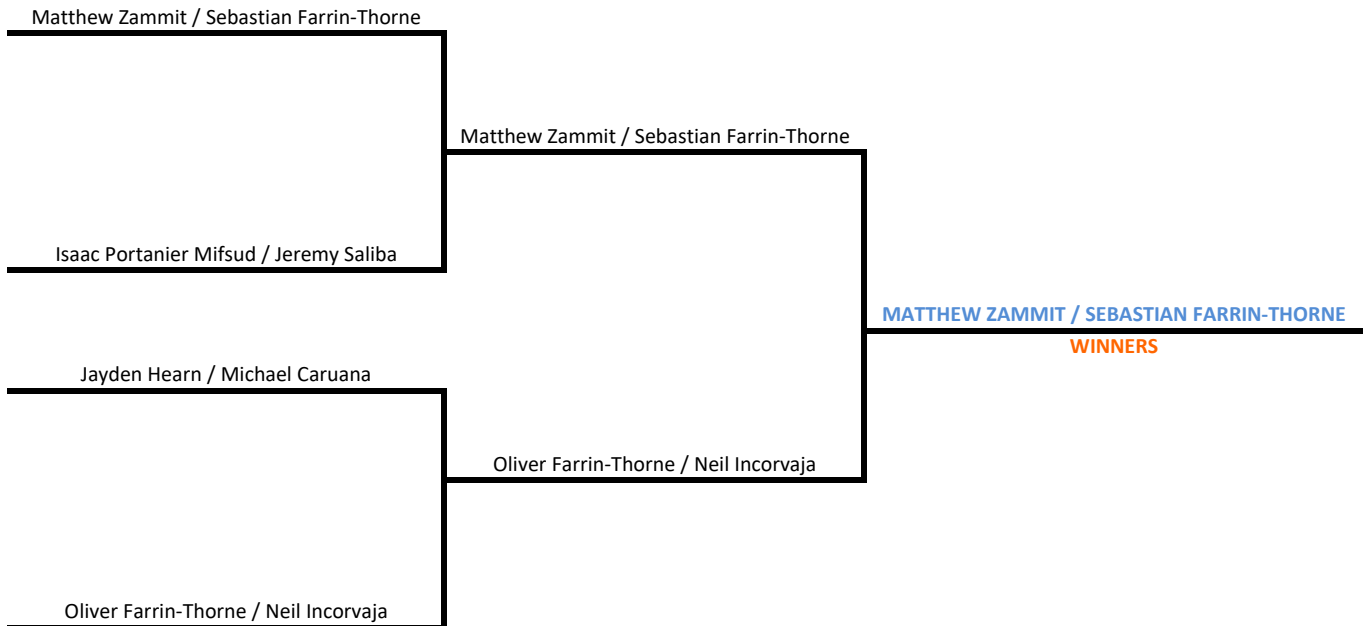 Matthew Zammit / Sebastian Farrin-Thorne
Matthew Zammit / Sebastian Farrin-Thorne
Isaac Portanier Mifsud / Jeremy Saliba
MATTHEW ZAMMIT / SEBASTIAN FARRIN-THORNE
WINNERS
Jayden Hearn / Michael Caruana
Oliver Farrin-Thorne / Neil Incorvaja
Oliver Farrin-Thorne / Neil Incorvaja